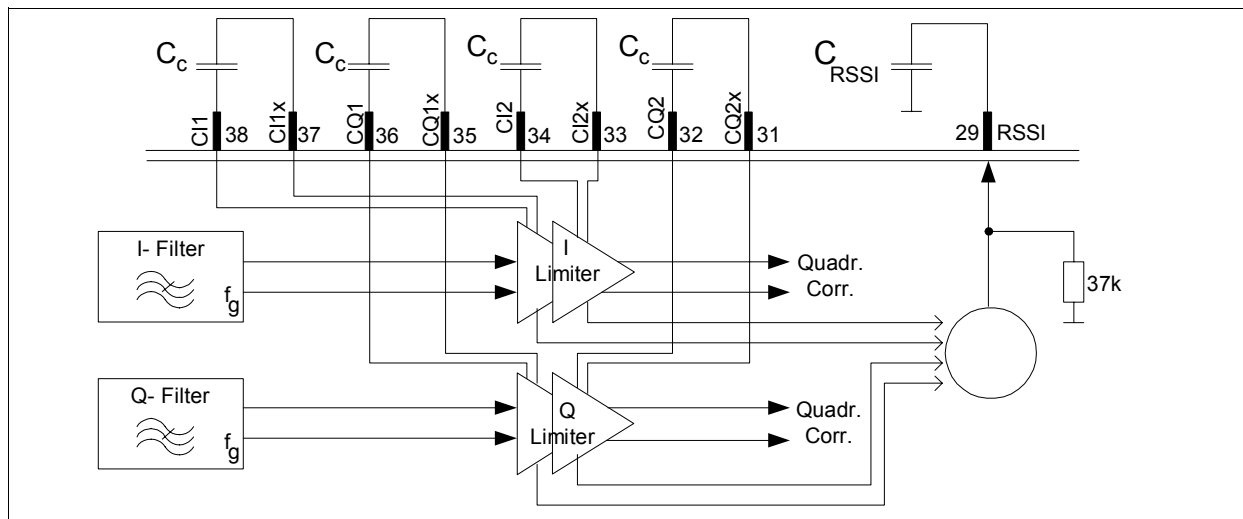 Cc
Cc
Cc
Cc
CRSSI
CI1
38
CI1x
37
CQ1
36
CQ1x
35
CI2
34
CI2x
33
CQ2
32
CQ2x
31
29
RSSI
I- Filter
fg
I
Limiter
Quadr.
Corr.
37k
Q- Filter
fg
Q
Limiter
Quadr.
Corr.